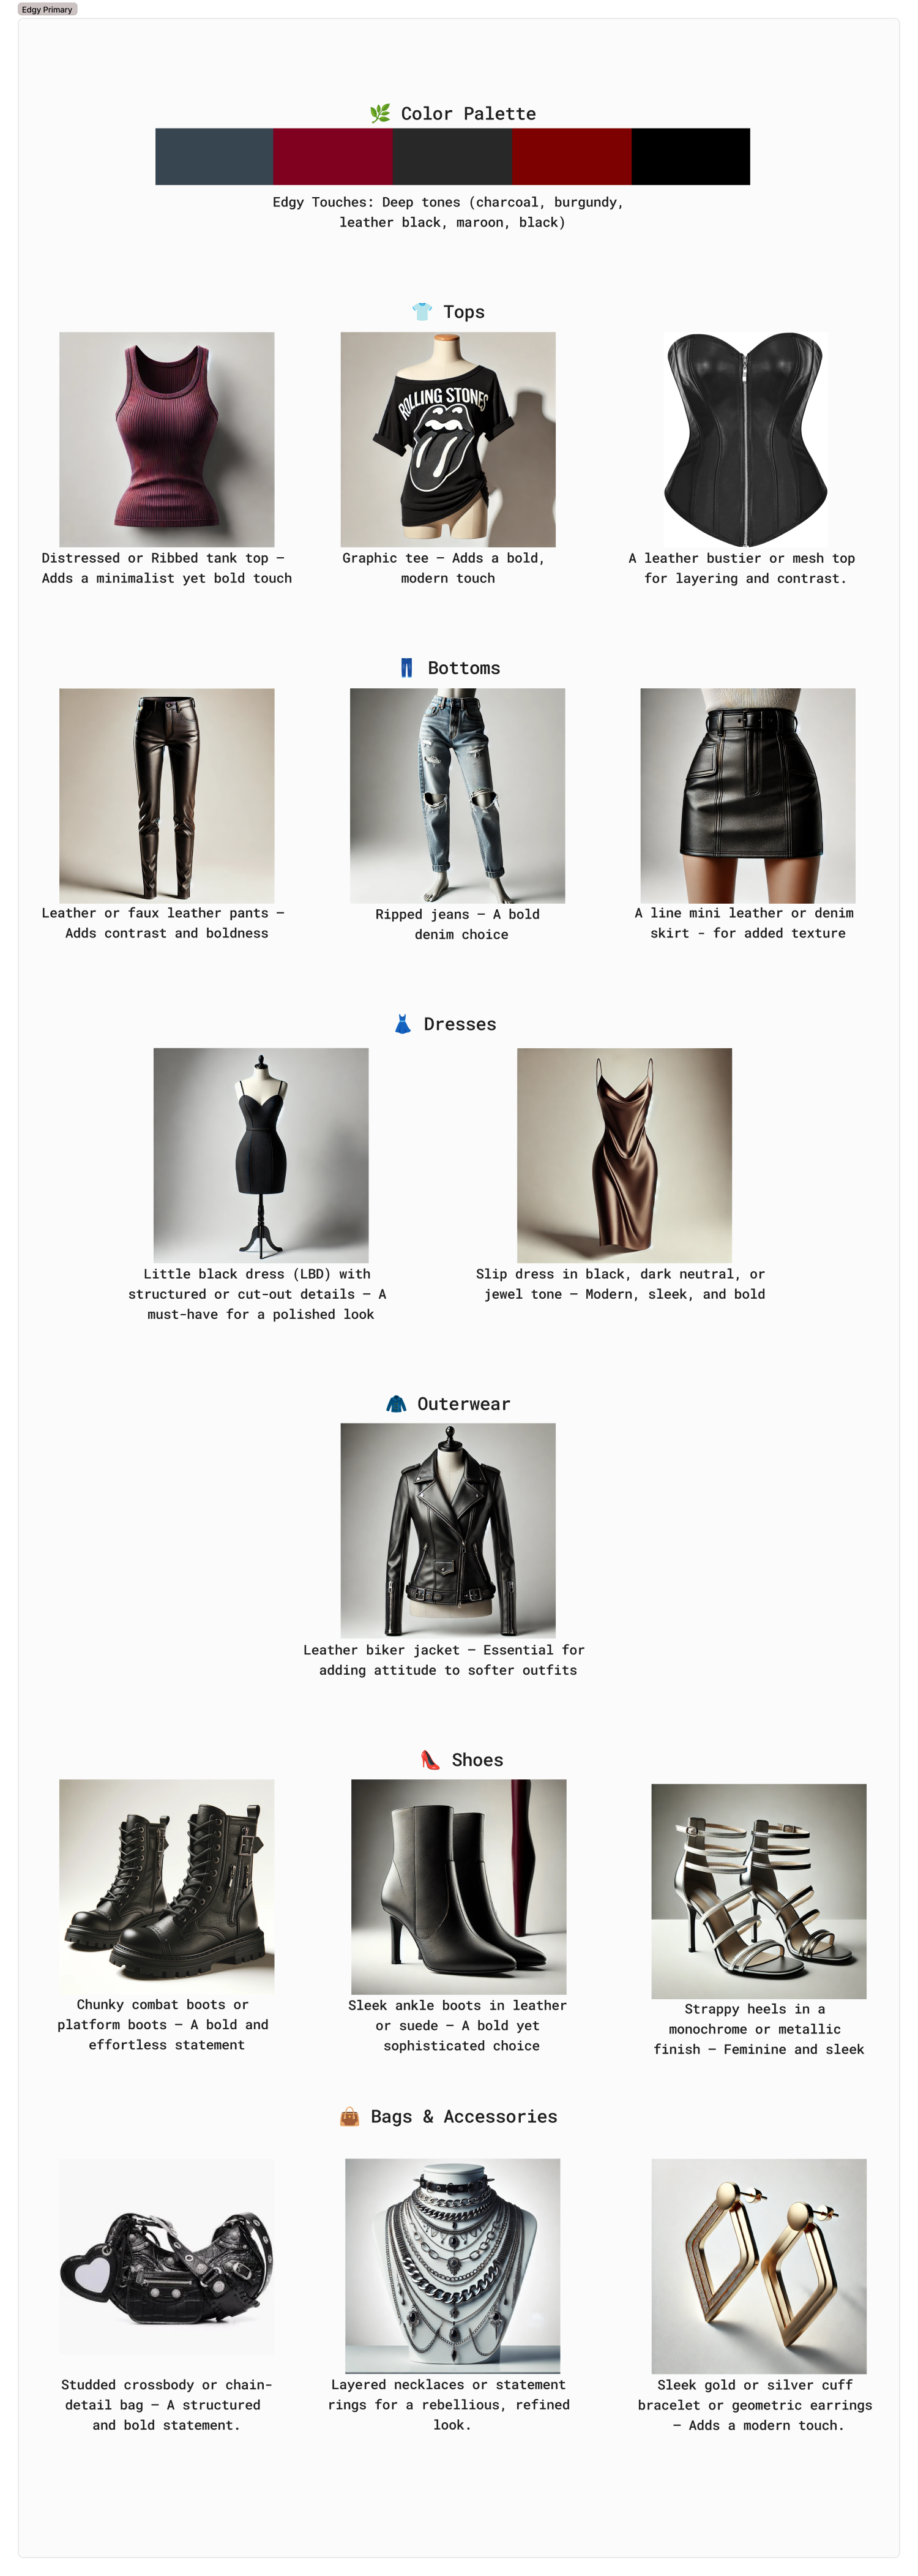 Edgy Primary
🌿 Color Palette
Edgy Touches: Deep tones (charcoal, burgundy,
leather black, maroon, black)
👕 Tops
ROLLING STONES
Distressed or Ribbed tank top –
Adds a minimalist yet bold touch
Graphic tee – Adds a bold,
modern touch
A leather bustier or mesh top
for layering and contrast.
👖 Bottoms
Leather or faux leather pants –
Adds contrast and boldness
Ripped jeans – A bold
denim choice
A line mini leather or denim
skirt - for added texture
👗 Dresses
Little black dress (LBD) with
structured or cut-out details – A
must-have for a polished look
Slip dress in black, dark neutral, or
jewel tone – Modern, sleek, and bold
🧥 Outerwear
Leather biker jacket – Essential for
adding attitude to softer outfits
👠 Shoes
Chunky combat boots or
platform boots – A bold and
effortless statement
Sleek ankle boots in leather
or suede – A bold yet
sophisticated choice
Strappy heels in a
monochrome or metallic
finish – Feminine and sleek
👜 Bags & Accessories
Studded crossbody or chain-
detail bag – A structured
and bold statement.
Layered necklaces or statement
rings for a rebellious, refined
look.
Sleek gold or silver cuff
bracelet or geometric earrings
– Adds a modern touch.